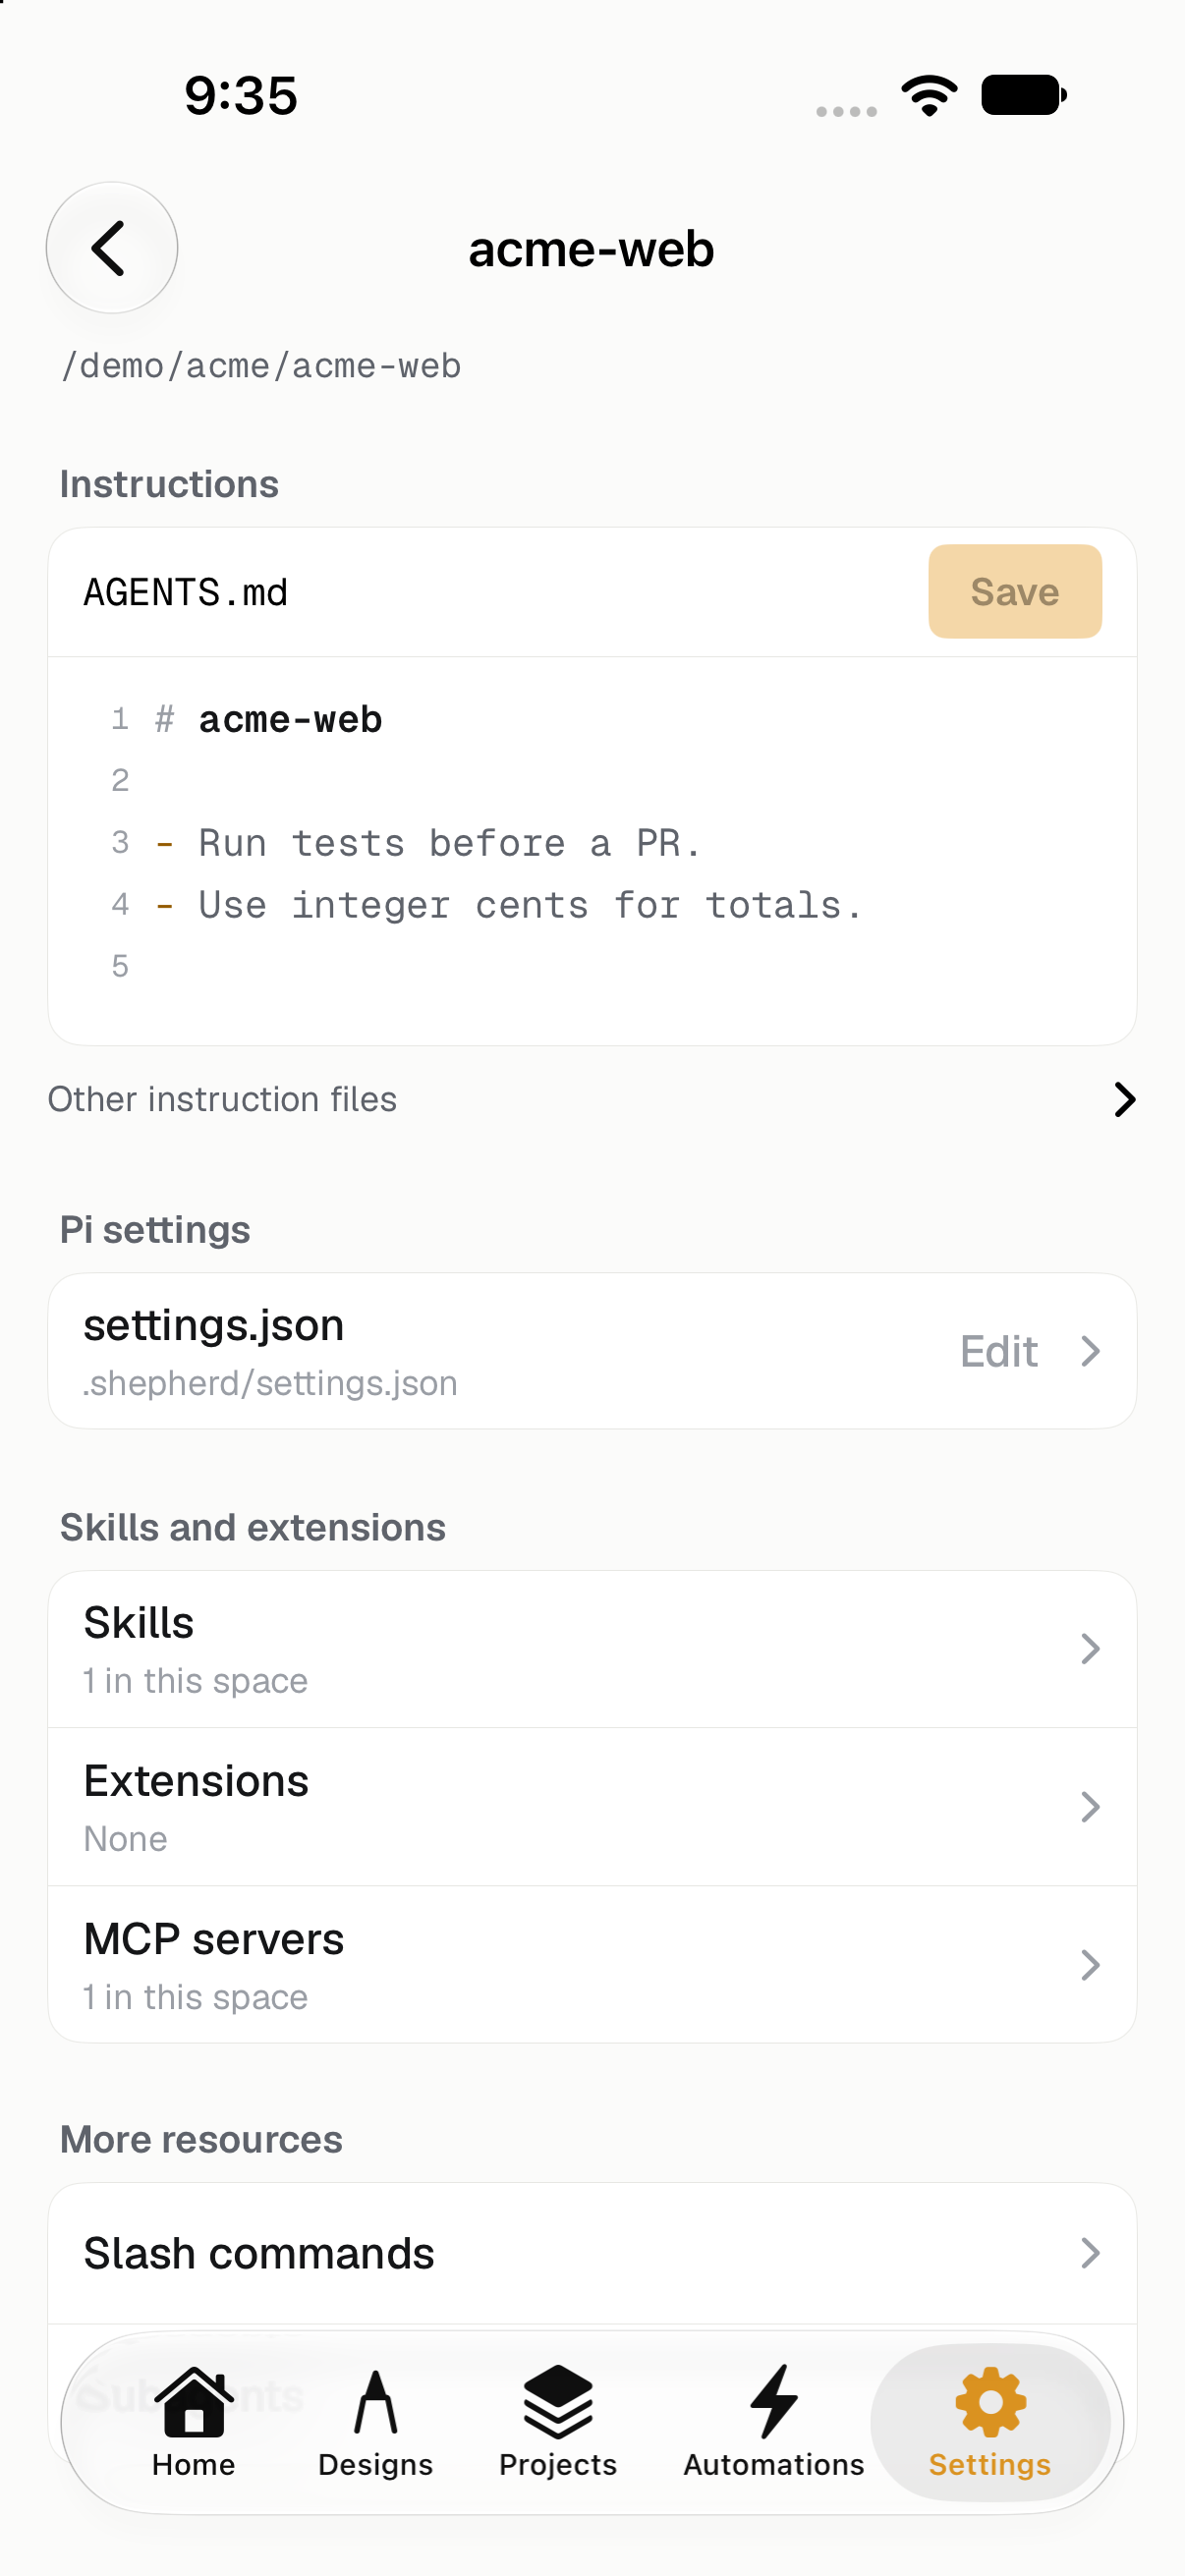 9:35
acme-web
/demo/acme/acme-web
Instructions
AGENTS.md
Save
1 # acme-web
2
3 - Run tests before a PR.
4 - Use integer cents for totals.
5
Other instruction files
Pi settings
settings.json
.shepherd/settings.json
Edit
Skills and extensions
Skills
1 in this space
Extensions
None
MCP servers
1 in this space
More resources
Slash commands
Home
Designs
Projects
Automations
Settings